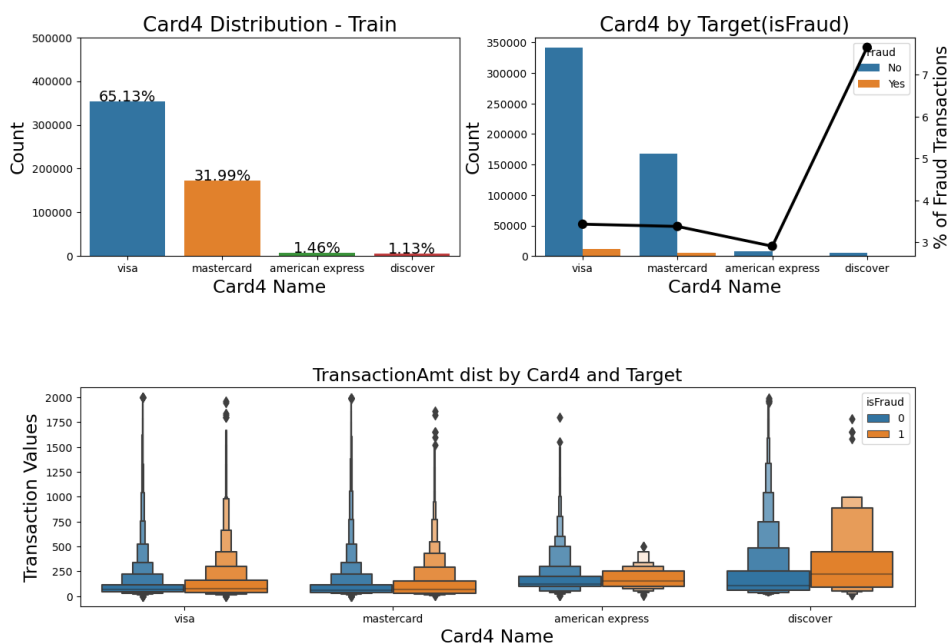 Card4 Distribution - Train
500000
400000
300000
200000
100000
0
Count
65.13%
31.99%
1.46%
1.13%
visa mastercard american express discover
Card4 Name
Card4 by Target(isFraud)
350000
300000
250000
200000
150000
100000
50000
0
Count
No
Yes
7
6
5
4
3
% of Fraud Transactions
visa mastercard american express discover
Card4 Name
TransactionAmt dist by Card4 and Target
2000
1750
1500
1250
1000
750
500
250
0
Transaction Values
isFraud
0
1
visa mastercard american express discover
Card4 Name